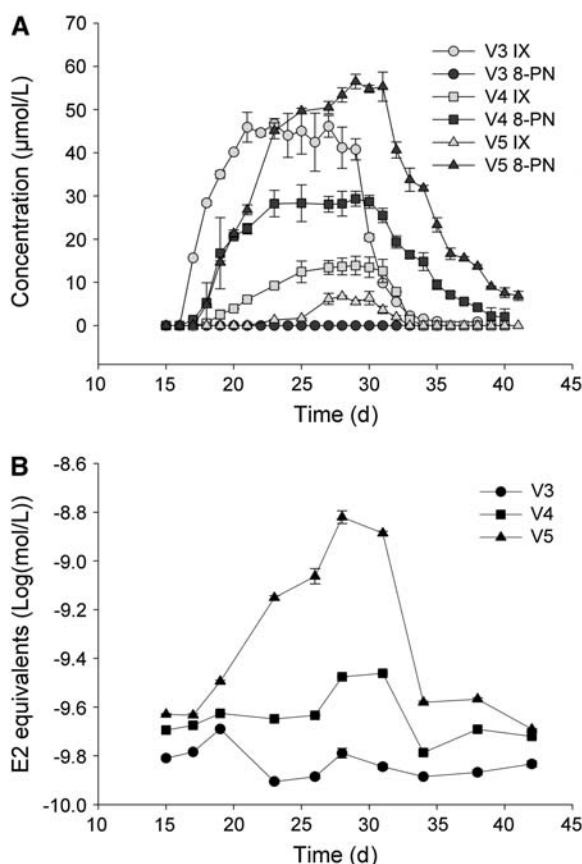 A
Concentration (µmol/L)
70
60
50
40
30
20
10
0
V3 IX
V3 8-PN
V4 IX
V4 8-PN
V5 IX
V5 8-PN
10 15 20 25 30 35 40 45
Time (d)
B
E2 equivalents (Log(mol/L))
-8.6
-8.8
-9.0
-9.2
-9.4
-9.6
-9.8
-10.0
V3
V4
V5
10 15 20 25 30 35 40 45
Time (d)